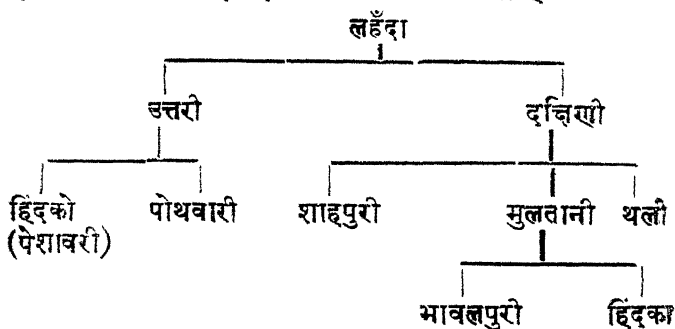 लहँदा
उत्तरी दक्षिणी
हिंदको पोथवारी शाहपुरी मुलतानी थली
(पेशावरी)
भावलपुरी हिंदका